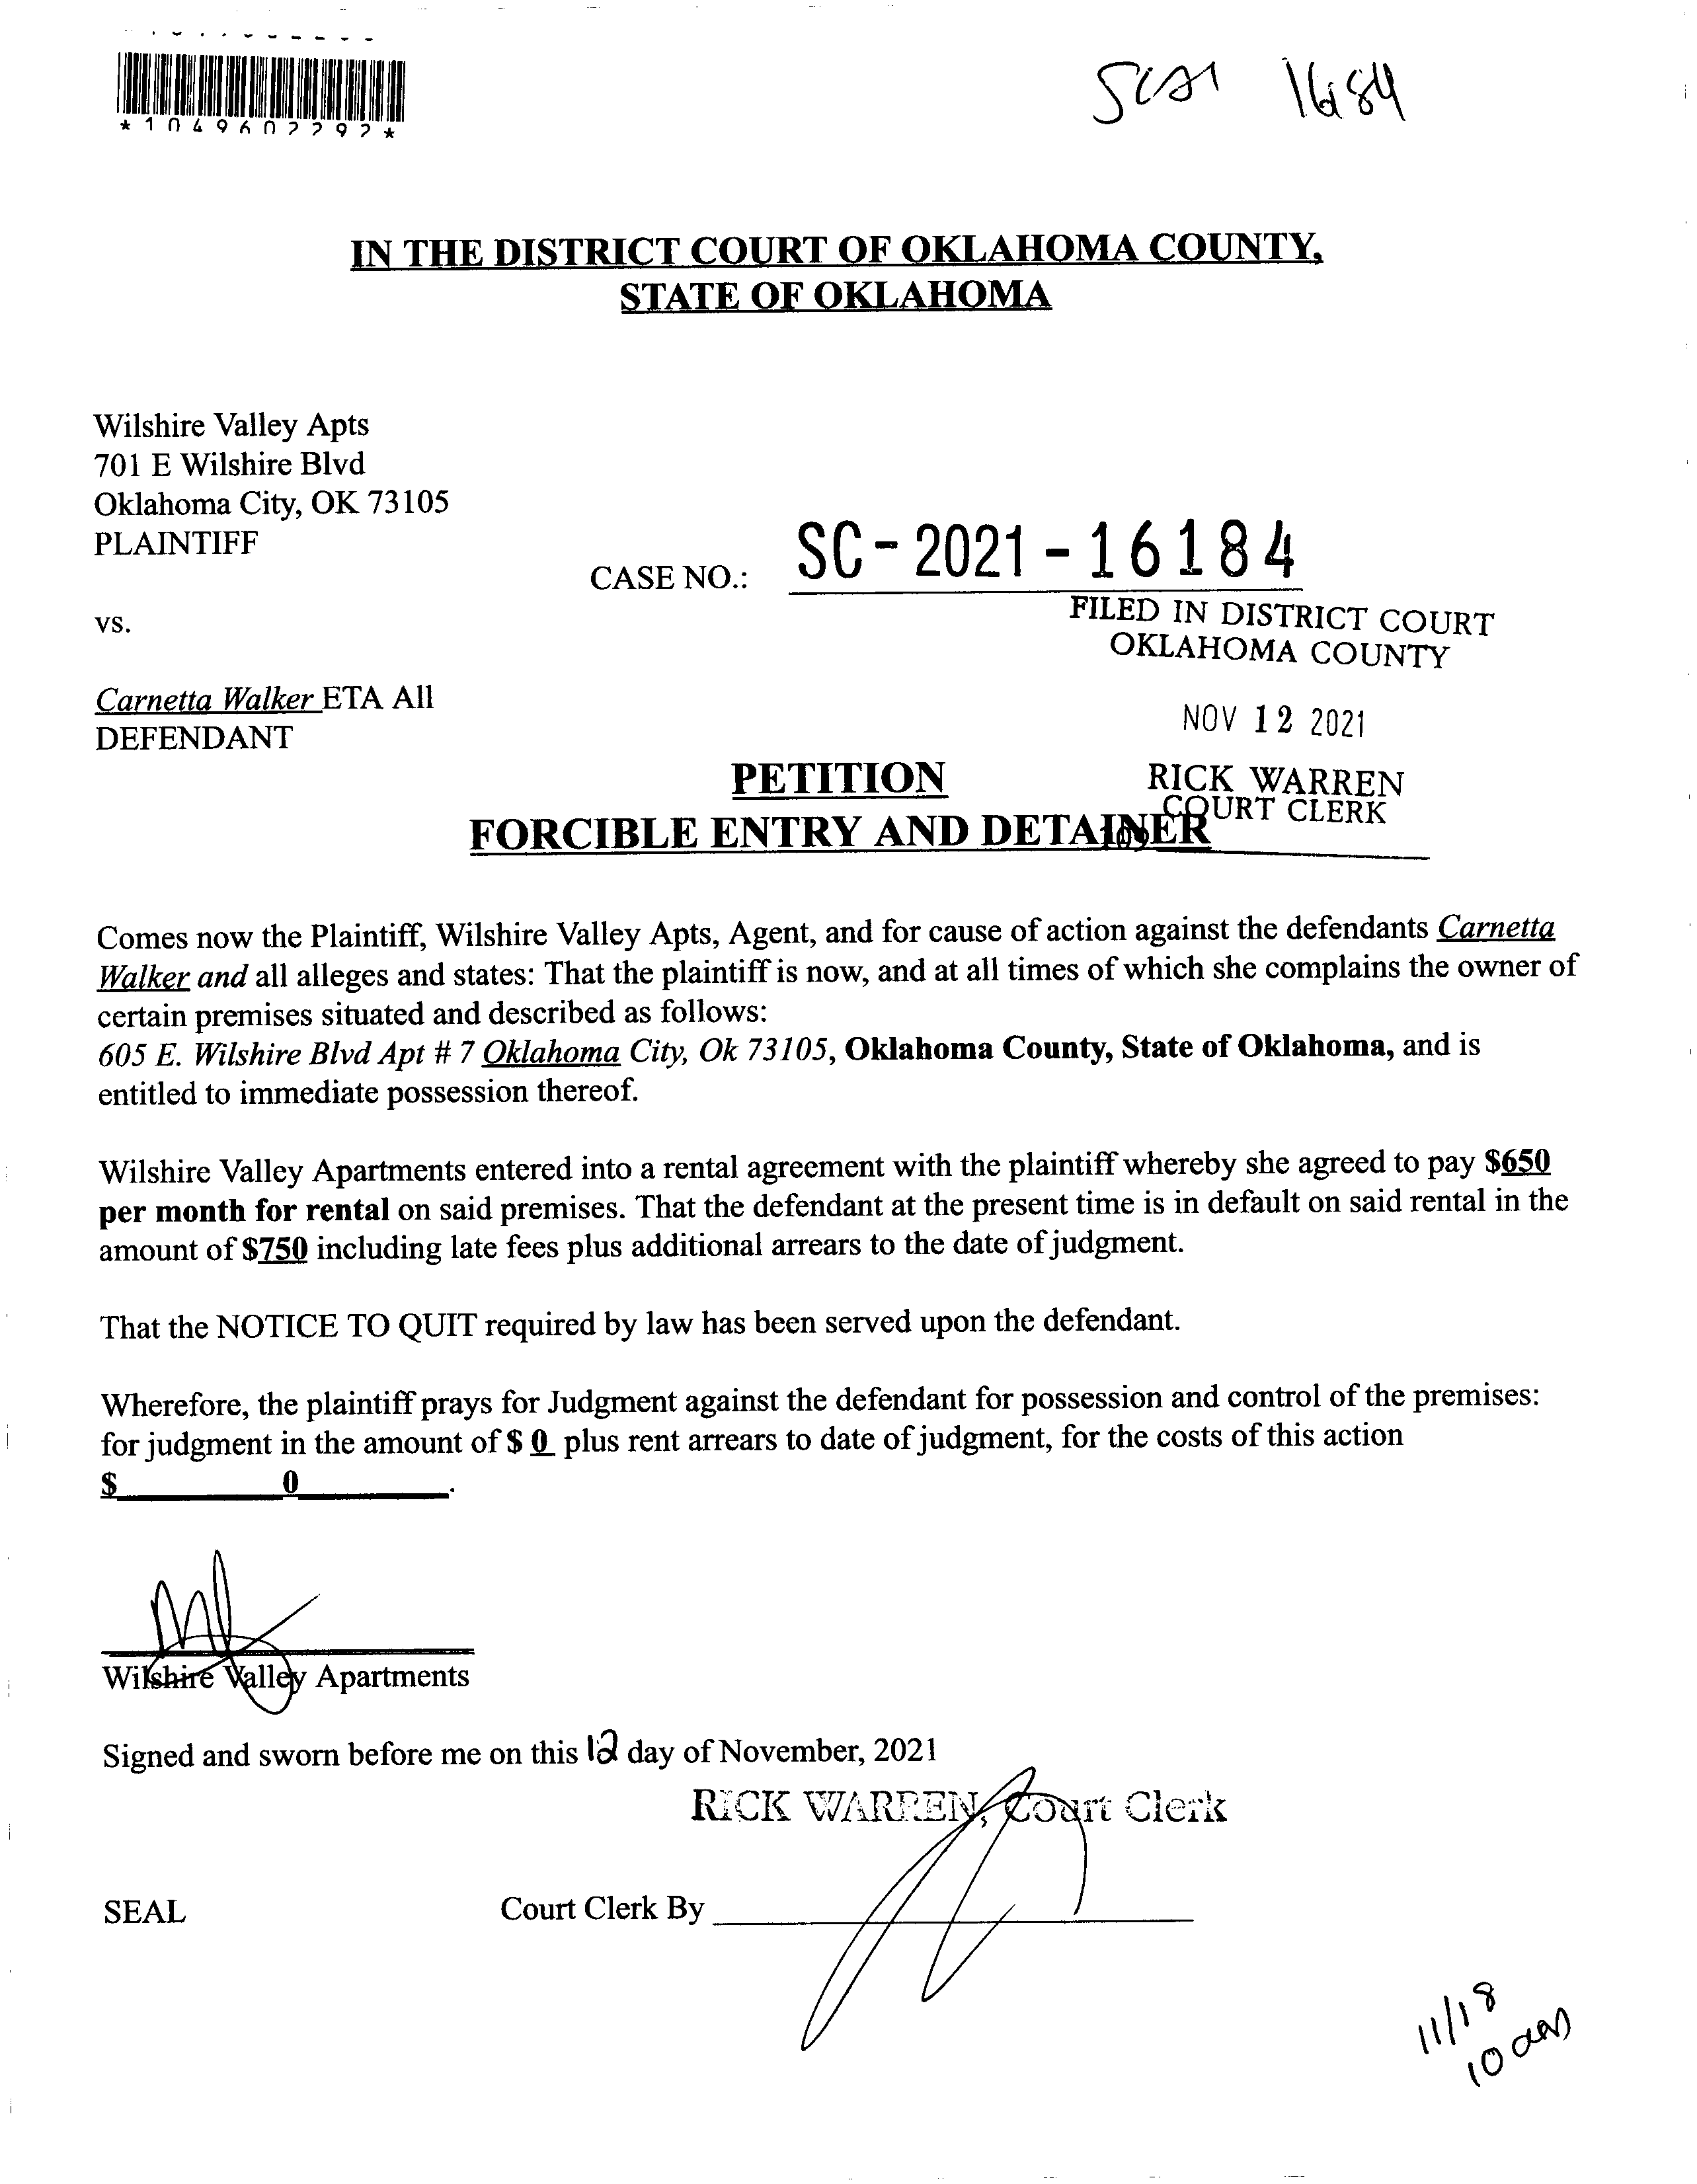 *1049607797*
SC21 16184
IN THE DISTRICT COURT OF OKLAHOMA COUNTY,
STATE OF OKLAHOMA
Wilshire Valley Apts
701 E Wilshire Blvd
Oklahoma City, OK 73105
PLAINTIFF
CASE NO.: SC-2021-16184
FILED IN DISTRICT COURT
OKLAHOMA COUNTY
vs.
Carnetta Walker ETA All
DEFENDANT
NOV 12 2021
PETITION
RICK WARREN
COURT CLERK
FORCIBLE ENTRY AND DETAINER
109
Comes now the Plaintiff, Wilshire Valley Apts, Agent, and for cause of action against the defendants Carnetta
Walker and all alleges and states: That the plaintiff is now, and at all times of which she complains the owner of
certain premises situated and described as follows:
605 E. Wilshire Blvd Apt # 7 Oklahoma City, Ok 73105, Oklahoma County, State of Oklahoma, and is
entitled to immediate possession thereof.
Wilshire Valley Apartments entered into a rental agreement with the plaintiff whereby she agreed to pay $650
per month for rental on said premises. That the defendant at the present time is in default on said rental in the
amount of $750 including late fees plus additional arrears to the date of judgment.
That the NOTICE TO QUIT required by law has been served upon the defendant.
Wherefore, the plaintiff prays for Judgment against the defendant for possession and control of the premises:
for judgment in the amount of $ 0 plus rent arrears to date of judgment, for the costs of this action
$ 0 .
Wilshire Valley Apartments
Signed and sworn before me on this 12 day of November, 2021
RICK WARREN, Court Clerk
SEAL
Court Clerk By
11/18
10 am